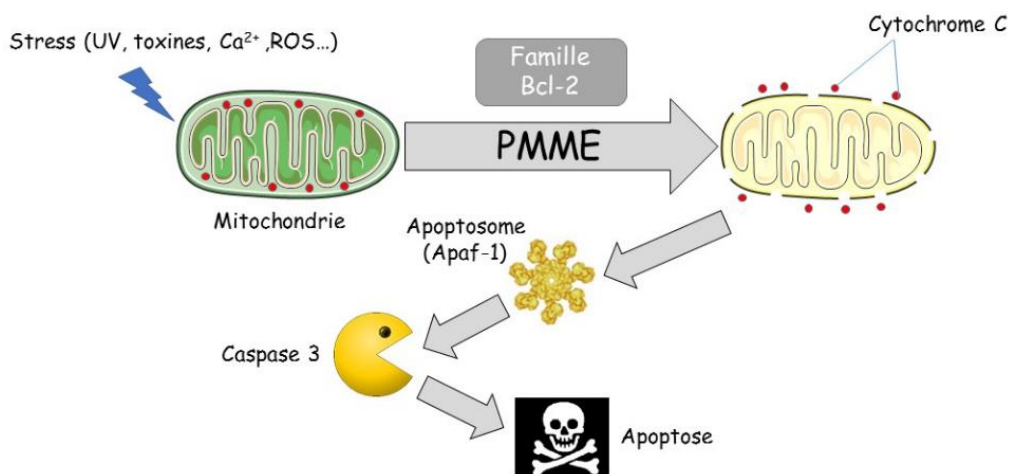 Stress (UV, toxines, Ca²⁺ ,ROS...)
Famille
Bcl-2
PMME
Cytochrome C
Mitochondrie
Apoptosome
(Apaf-1)
Caspase 3
Apoptose